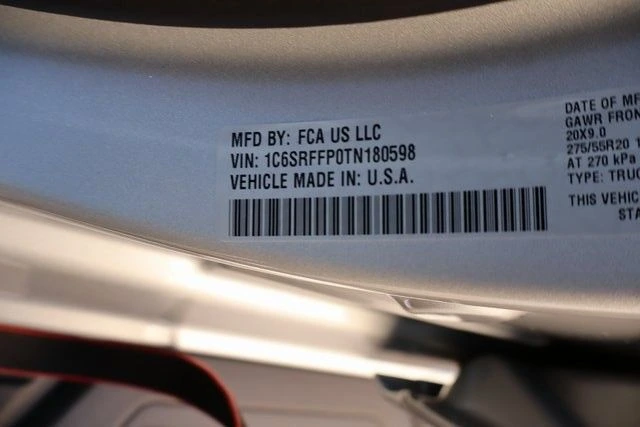 MFD BY: FCA US LLC
VIN: 1C6SRFFP0TN180598
VEHICLE MADE IN: U.S.A.
DATE OF MF
GAWR FRON
20X9.0
275/55R20 1
AT 270 kPa
TYPE: TRUC
THIS VEHIC
STA